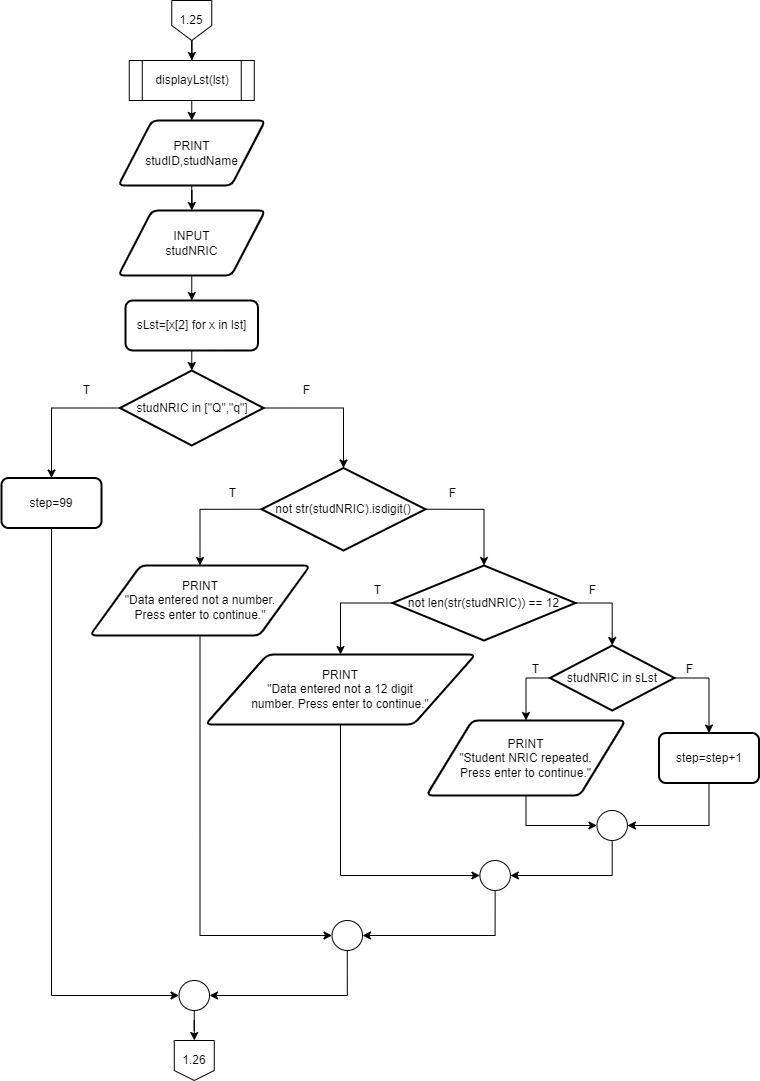 1.25
displayLst(lst)
PRINT
studID,studName
INPUT
studNRIC
sLst=[x[2] for x in lst]
T
F
studNRIC in ["Q","q"]
step=99
T
F
not str(studNRIC).isdigit()
PRINT
"Data entered not a number.
Press enter to continue."
T
F
not len(str(studNRIC)) == 12
PRINT
"Data entered not a 12 digit
number. Press enter to continue."
T
F
studNRIC in sLst
PRINT
"Student NRIC repeated.
Press enter to continue."
step=step+1
1.26